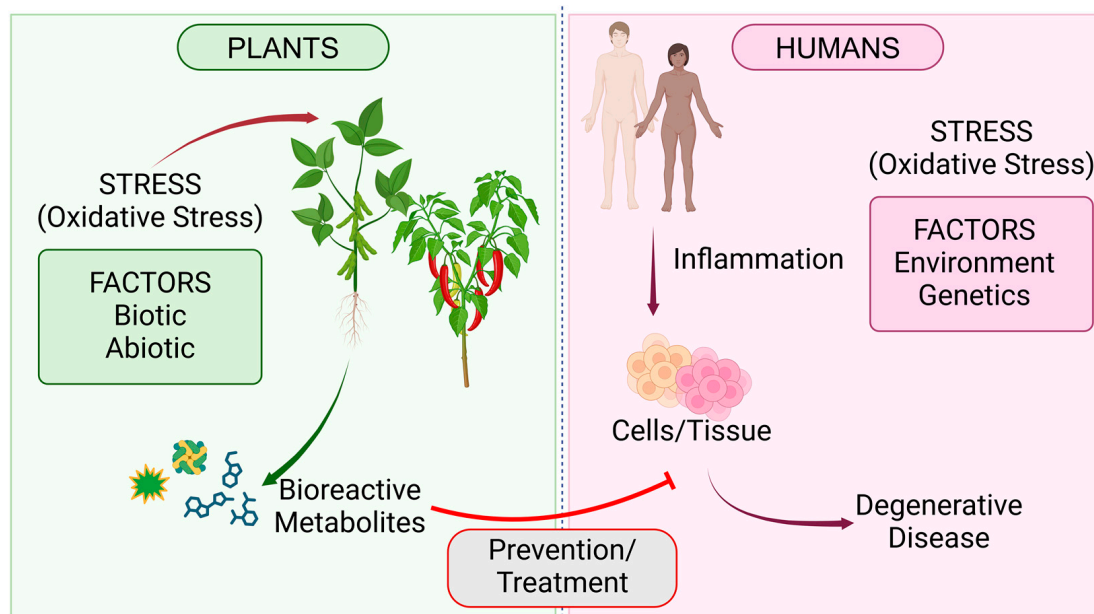 PLANTS
STRESS
(Oxidative Stress)
FACTORS
Biotic
Abiotic
Bioreactive
Metabolites
Prevention/
Treatment
HUMANS
STRESS
(Oxidative Stress)
FACTORS
Environment
Genetics
Inflammation
Cells/Tissue
Degenerative
Disease